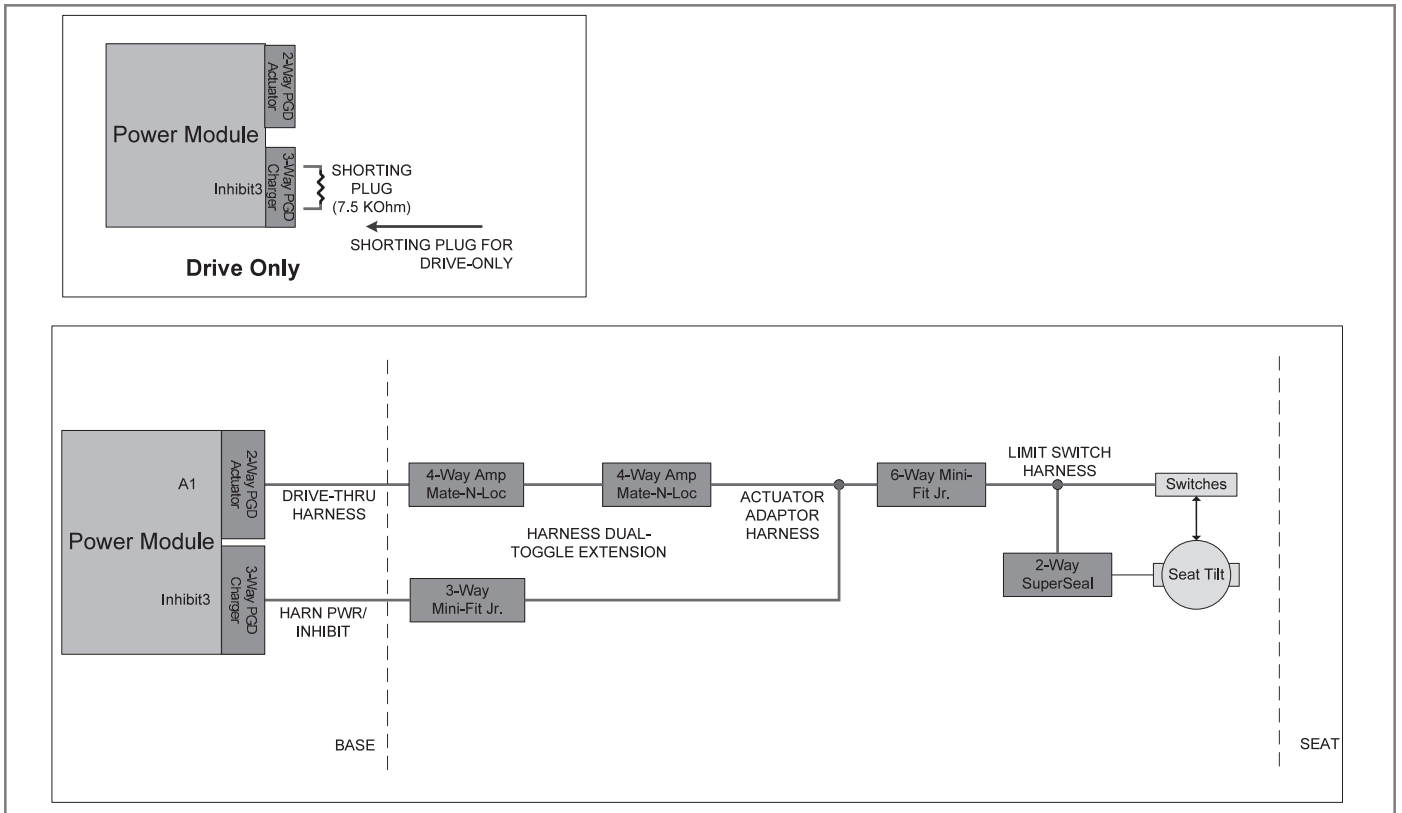 2-Way PGD
Actuator
Power Module
3-Way PGD
Charger
Inhibit3
SHORTING
PLUG
(7.5 KOhm)
SHORTING PLUG FOR
DRIVE-ONLY
Drive Only
A1
2-Way PGD
Actuator
Power Module
Inhibit3
3-Way PGD
Charger
DRIVE-THRU
HARNESS
HARN PWR/
INHIBIT
4-Way Amp
Mate-N-Loc
4-Way Amp
Mate-N-Loc
HARNESS DUAL-
TOGGLE EXTENSION
3-Way
Mini-Fit Jr.
ACTUATOR
ADAPTOR
HARNESS
6-Way Mini-
Fit Jr.
LIMIT SWITCH
HARNESS
Switches
2-Way
SuperSeal
Seat Tilt
BASE
SEAT